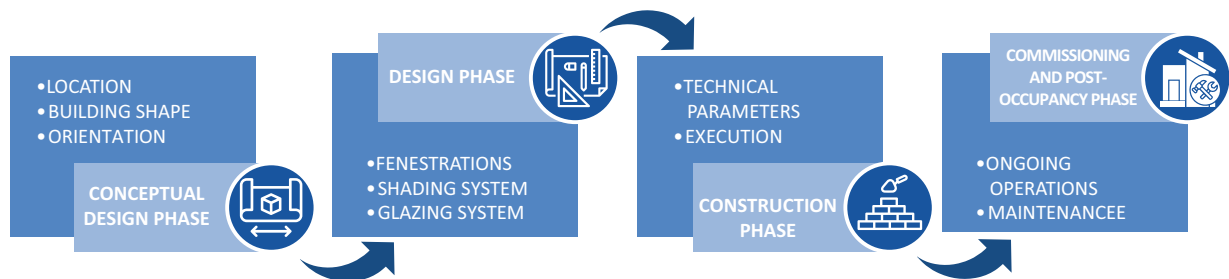 •LOCATION
•BUILDING SHAPE
•ORIENTATION
CONCEPTUAL
DESIGN PHASE
DESIGN PHASE
•FENESTRATIONS
•SHADING SYSTEM
•GLAZING SYSTEM
•TECHNICAL
PARAMETERS
•EXECUTION
CONSTRUCTION
PHASE
COMMISSIONING
AND POST-
OCCUPANCY PHASE
•ONGOING
OPERATIONS
•MAINTENANCEE